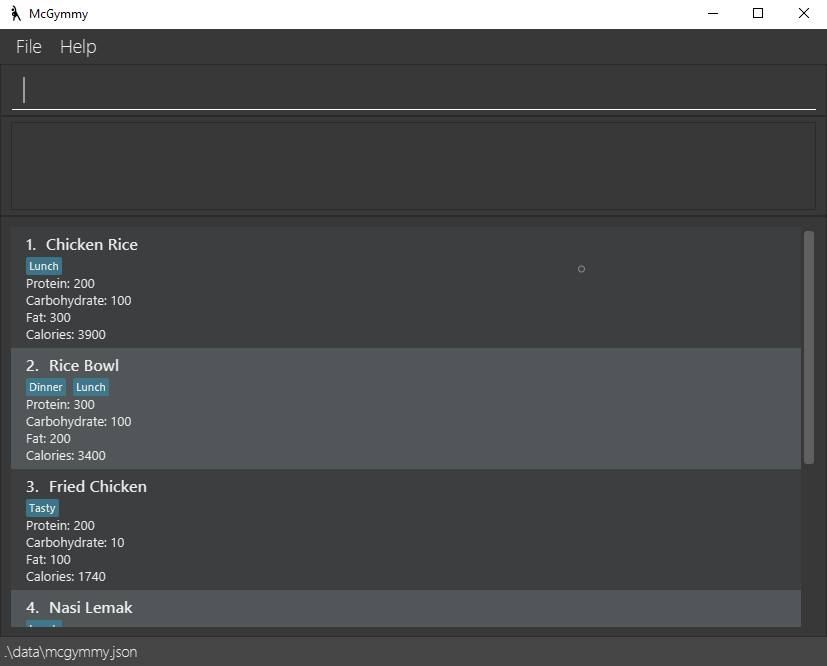 McGymmy
File Help
1. Chicken Rice
Lunch
Protein: 200
Carbohydrate: 100
Fat: 300
Calories: 3900
2. Rice Bowl
Dinner Lunch
Protein: 300
Carbohydrate: 100
Fat: 200
Calories: 3400
3. Fried Chicken
Tasty
Protein: 200
Carbohydrate: 10
Fat: 100
Calories: 1740
4. Nasi Lemak
.\data\mcgymmy.json